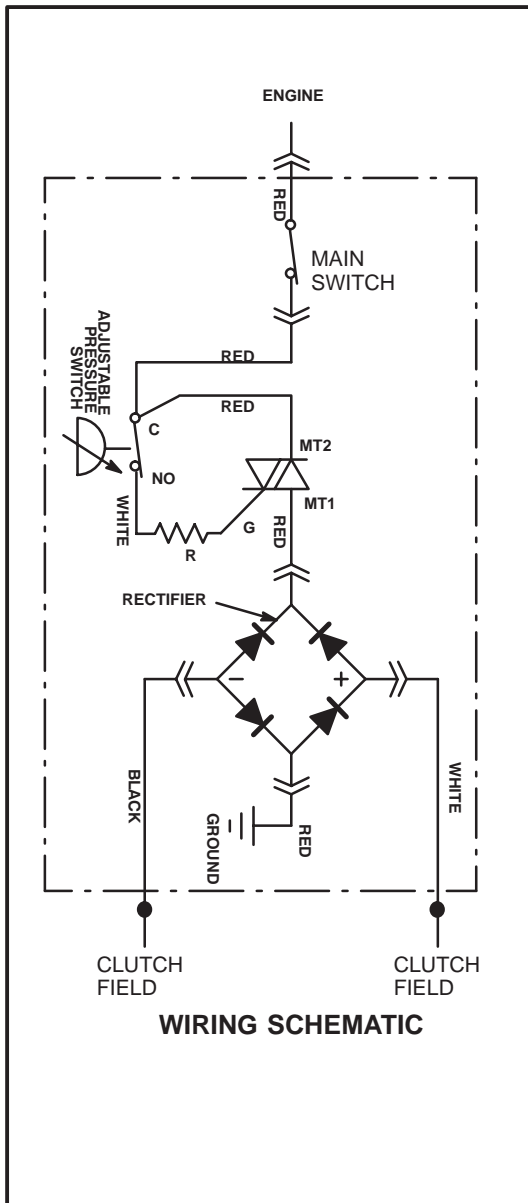 ENGINE
RED
MAIN
SWITCH
ADJUSTABLE
PRESSURE
SWITCH
RED
RED
C
NO
MT2
MT1
WHITE
R
G
RED
RECTIFIER
-
+
BLACK
WHITE
GROUND
RED
CLUTCH
FIELD
CLUTCH
FIELD
WIRING SCHEMATIC